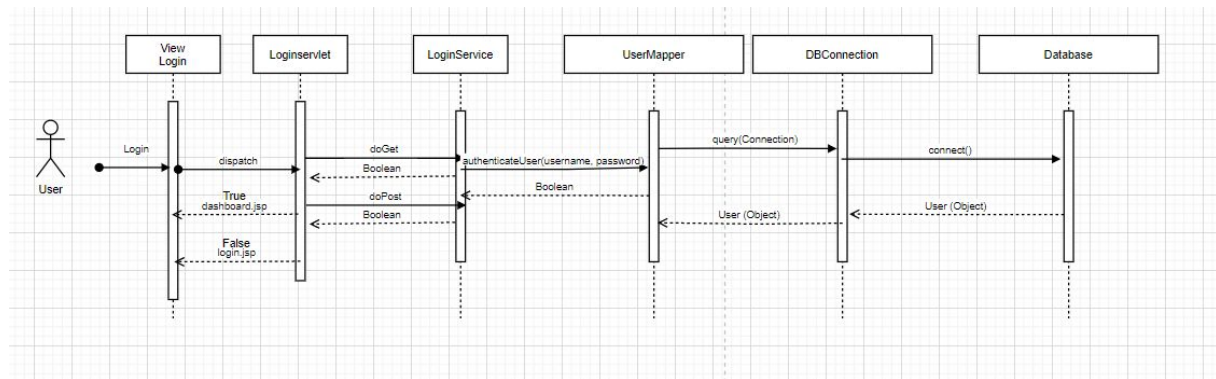 View
Login
Loginservlet
LoginService
UserMapper
DBConnection
Database
User
Login
dispatch
doGet
Boolean
authenticateUser(username, password)
query(Connection)
connect()
True
dashboard.jsp
doPost
Boolean
Boolean
User (Object)
User (Object)
False
login.jsp